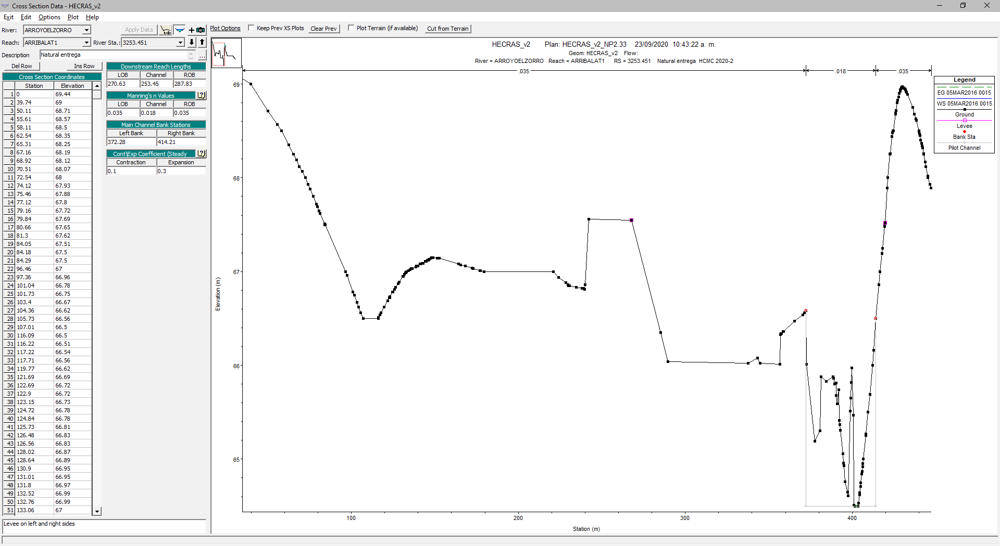 Cross Section Data - HECRAS_v2
Exit Edit Options Plot Help
River: ARROYOELZORRO Apply Data
Reach: ARRIBALAT1 River Sta.: 3253.451
Description Natural entrega ...
Plot Options Keep Prev XS Plots Clear Prev Plot Terrain (if available) Cut from Terrain
Del Row Ins Row
Cross Section Coordinates
Station Elevation
1 0 69.44
2 39.74 69
3 50.11 68.71
4 55.61 68.57
5 58.11 68.5
6 62.54 68.35
7 65.31 68.25
8 67.16 68.19
9 68.92 68.12
10 70.51 68.07
11 72.54 68
12 74.12 67.93
13 75.46 67.88
14 77.12 67.8
15 79.16 67.72
16 79.84 67.69
17 80.66 67.65
18 81.3 67.62
19 84.05 67.51
20 84.18 67.5
21 84.29 67.5
22 96.46 67
23 97.36 66.96
24 101.04 66.78
25 101.73 66.75
26 103.4 66.67
27 104.36 66.62
28 105.73 66.56
29 107.01 66.5
30 116.09 66.5
31 116.22 66.51
32 117.22 66.54
33 117.71 66.56
34 119.77 66.62
35 121.69 66.69
36 122.69 66.72
37 122.9 66.72
38 123.15 66.73
39 124.72 66.78
40 124.84 66.78
41 125.73 66.81
42 126.48 66.83
43 126.56 66.83
44 128.02 66.87
45 128.64 66.89
46 130.9 66.95
47 131.01 66.95
48 131.8 66.97
49 132.52 66.99
50 132.76 66.99
51 133.06 67
Levee on left and right sides
Downstream Reach Lengths
LOB Channel ROB
270.63 253.45 287.83
Manning's n Values
LOB Channel ROB
0.035 0.018 0.035
Main Channel Bank Stations
Left Bank Right Bank
372.28 414.21
Cont\Exp Coefficient (Steady
Contraction Expansion
0.1 0.3
HECRAS_v2 Plan: HECRAS_v2_NP2.33 23/09/2020 10:43:22 a. m.
Geom: HECRAS_v2 Flow:
River = ARROYOELZORRO Reach = ARRIBALAT1 RS = 3253.451 Natural entrega HCMC 2020-2
.035 .018 .035
Legend
EG 05MAR2016 0015
WS 05MAR2016 0015
Ground
Levee
Bank Sta
Pilot Channel
69
68
67
66
65
Elevation (m)
100 200 300 400
Station (m)